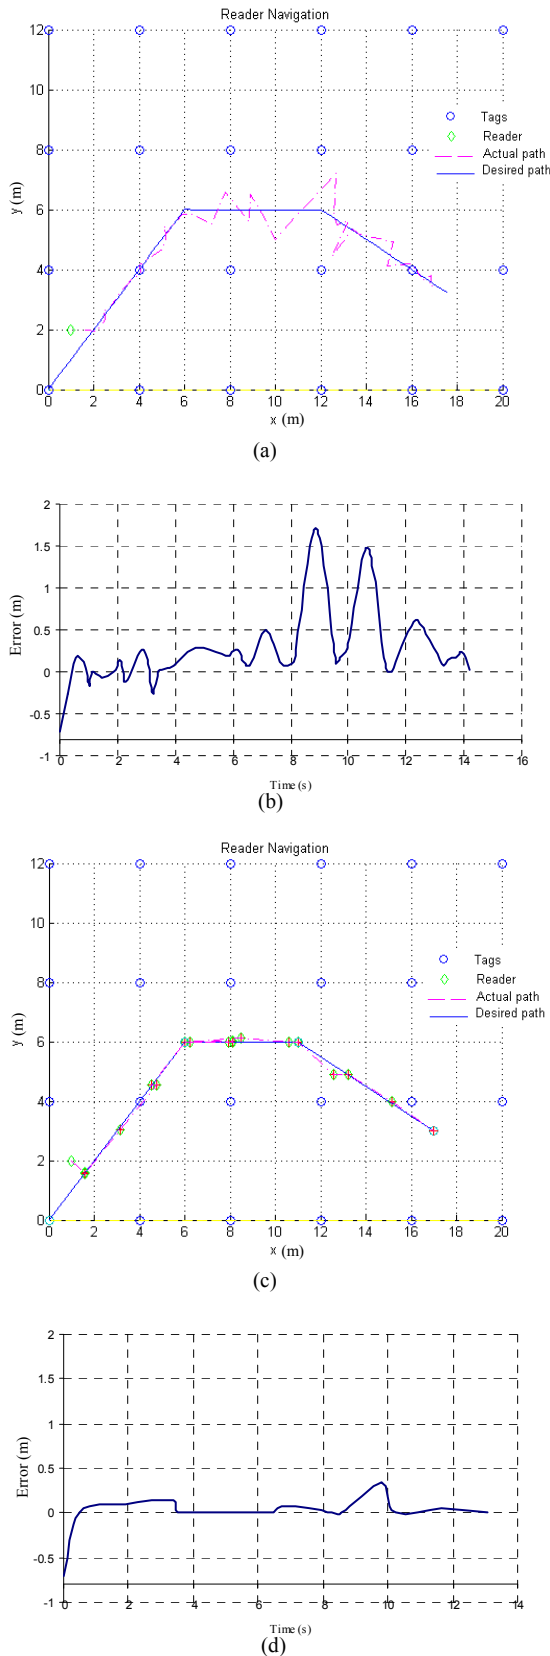 Reader Navigation
12
10
8
6
4
2
0
y (m)
Tags
Reader
Actual path
Desired path
0 2 4 6 8 10 12 14 16 18 20
x (m)
(a)
2
1.5
1
0.5
0
-0.5
-1
Error (m)
0 2 4 6 8 10 12 14 16
Time (s)
(b)
Reader Navigation
12
10
8
6
4
2
0
y (m)
Tags
Reader
Actual path
Desired path
0 2 4 6 8 10 12 14 16 18 20
x (m)
(c)
2
1.5
1
0.5
0
-0.5
-1
Error (m)
0 2 4 6 8 10 12 14
Time (s)
(d)